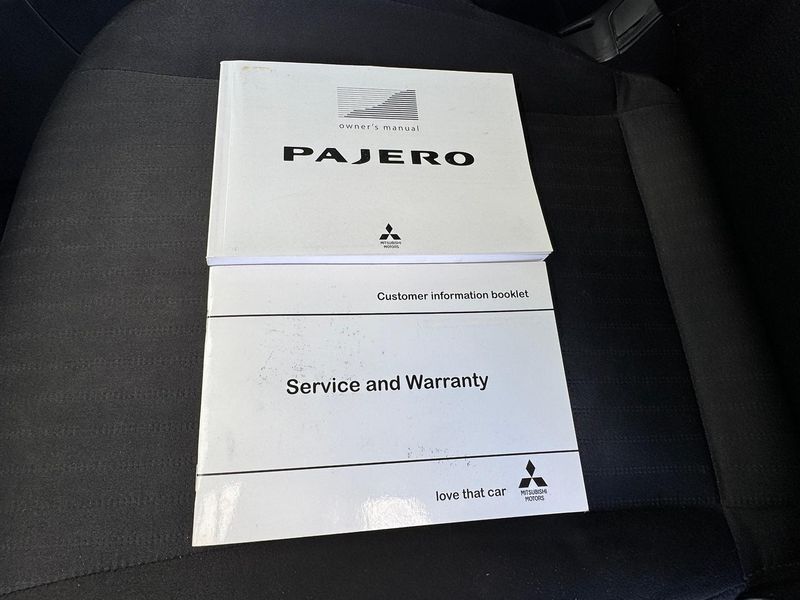 owner's manual
PAJERO
MITSUBISHI
MOTORS
Customer information booklet
Service and Warranty
love that car
MITSUBISHI
MOTORS